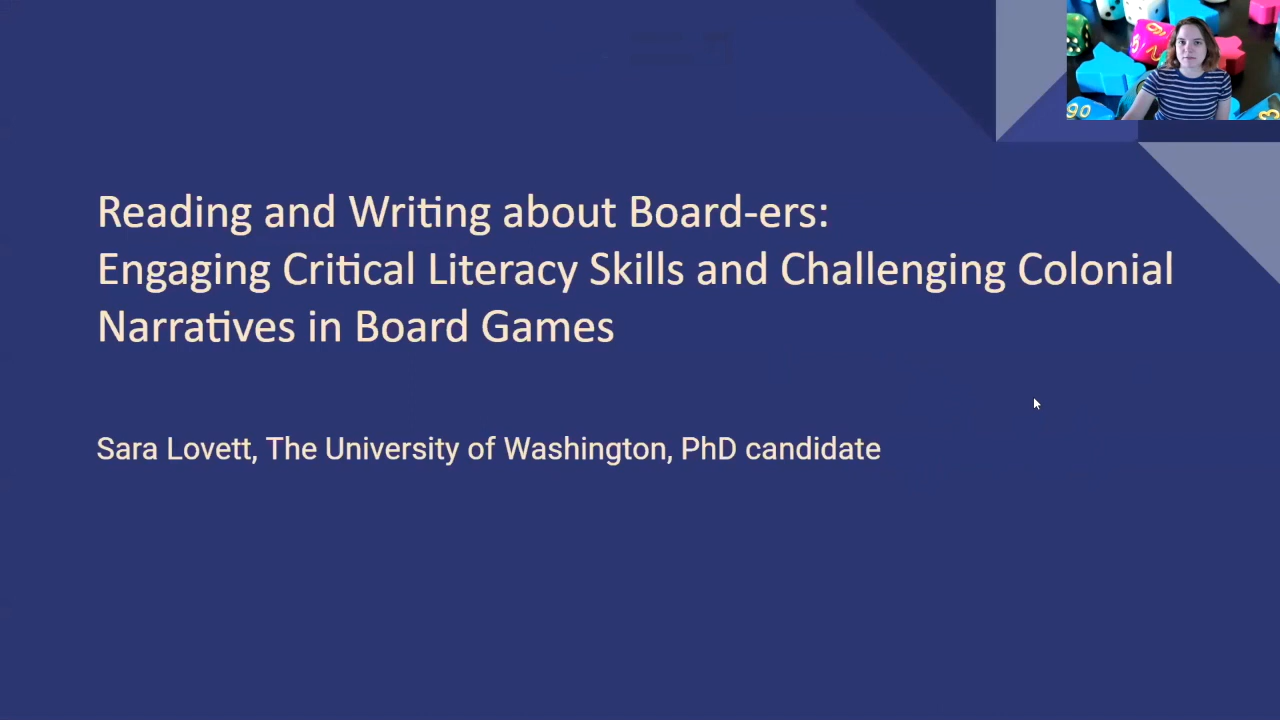 Reading and Writing about Board-ers:
Engaging Critical Literacy Skills and Challenging Colonial
Narratives in Board Games
Sara Lovett, The University of Washington, PhD candidate
90